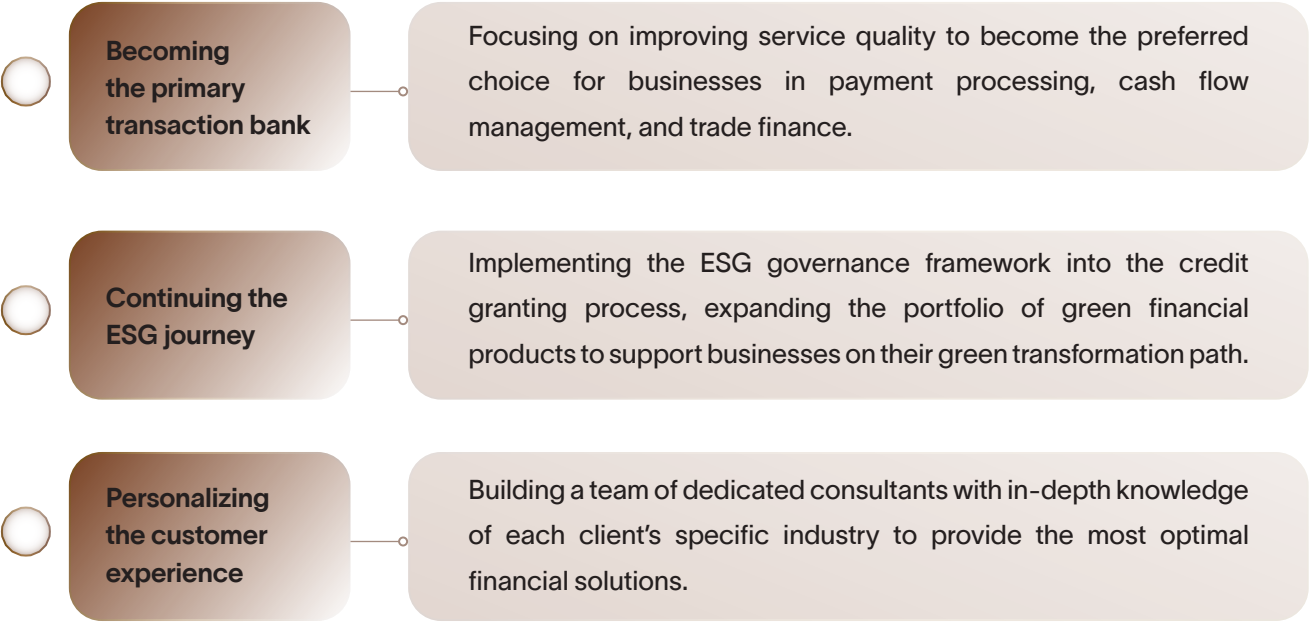 Becoming
the primary
transaction bank
Focusing on improving service quality to become the preferred
choice for businesses in payment processing, cash flow
management, and trade finance.
Continuing the
ESG journey
Implementing the ESG governance framework into the credit
granting process, expanding the portfolio of green financial
products to support businesses on their green transformation path.
Personalizing
the customer
experience
Building a team of dedicated consultants with in-depth knowledge
of each client’s specific industry to provide the most optimal
financial solutions.